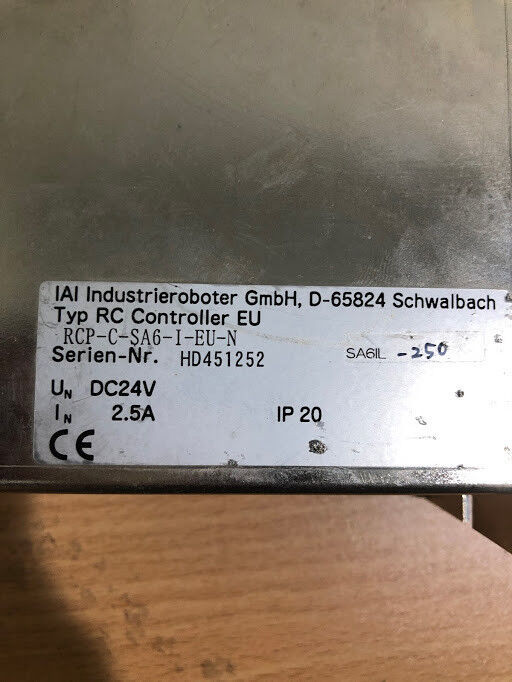 IAI Industrieroboter GmbH, D-65824 Schwalbach
Typ RC Controller EU
RCP-C-SA6-I-EU-N
Serien-Nr. HD451252 SA6IL -250
UN DC24V
IN 2.5A IP 20
CE